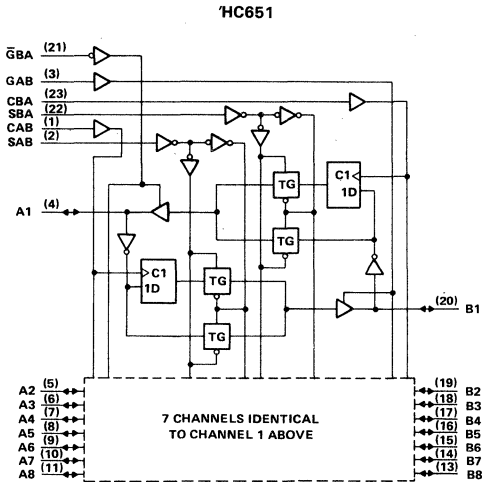 'HC651
G̅BA (21)
GAB (3)
CBA (23)
SBA (22)
CAB (1)
SAB (2)
TG
C1
1D
A1 (4)
TG
C1
1D
TG
(20) B1
TG
A2 (5)
A3 (6)
A4 (7)
A5 (8)
A6 (9)
A7 (10)
A8 (11)
7 CHANNELS IDENTICAL
TO CHANNEL 1 ABOVE
(19) B2
(18) B3
(17) B4
(16) B5
(15) B6
(14) B7
(13) B8